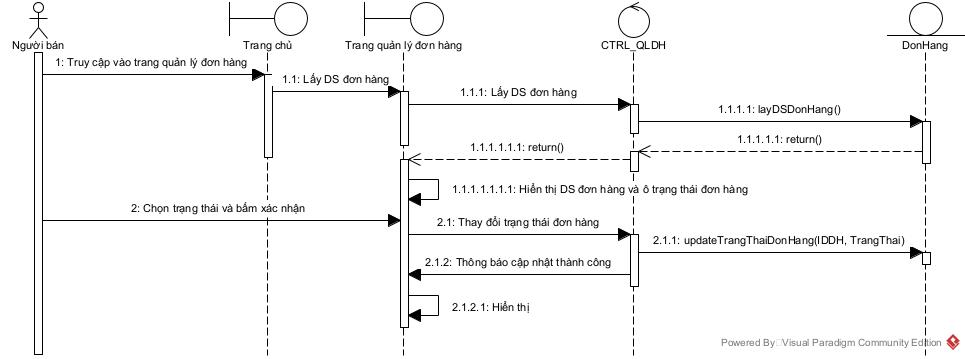 Người bán
Trang chủ
Trang quản lý đơn hàng
CTRL_QLDH
DonHang
1: Truy cập vào trang quản lý đơn hàng
1.1: Lấy DS đơn hàng
1.1.1: Lấy DS đơn hàng
1.1.1.1: layDSDonHang()
1.1.1.1.1: return()
1.1.1.1.1.1: return()
1.1.1.1.1.1.1: Hiển thị DS đơn hàng và ô trạng thái đơn hàng
2: Chọn trạng thái và bấm xác nhận
2.1: Thay đổi trạng thái đơn hàng
2.1.1: updateTrangThaiDonHang(IDDH, TrangThai)
2.1.2: Thông báo cập nhật thành công
2.1.2.1: Hiển thị
Powered By Visual Paradigm Community Edition